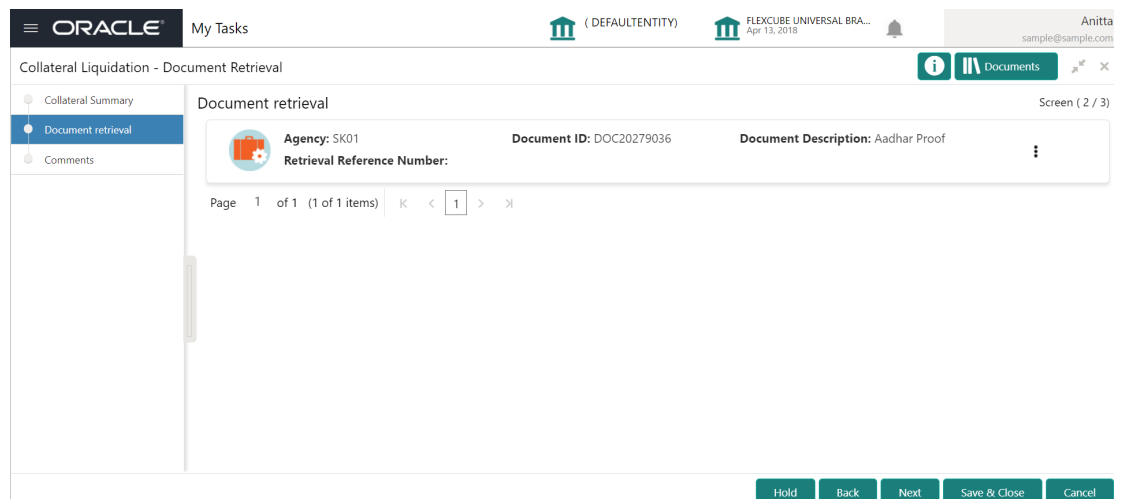 ORACLE®
My Tasks
( DEFAULTENTITY)
FLEXCUBE UNIVERSAL BRA...
Apr 13, 2018
Anitta
sample@sample.com
Collateral Liquidation - Document Retrieval
i
Documents
Collateral Summary
Document retrieval
Comments
Document retrieval
Screen ( 2 / 3)
Agency: SK01
Document ID: DOC20279036
Document Description: Aadhar Proof
Retrieval Reference Number:
Page 1 of 1 (1 of 1 items) 1
Hold
Back
Next
Save & Close
Cancel